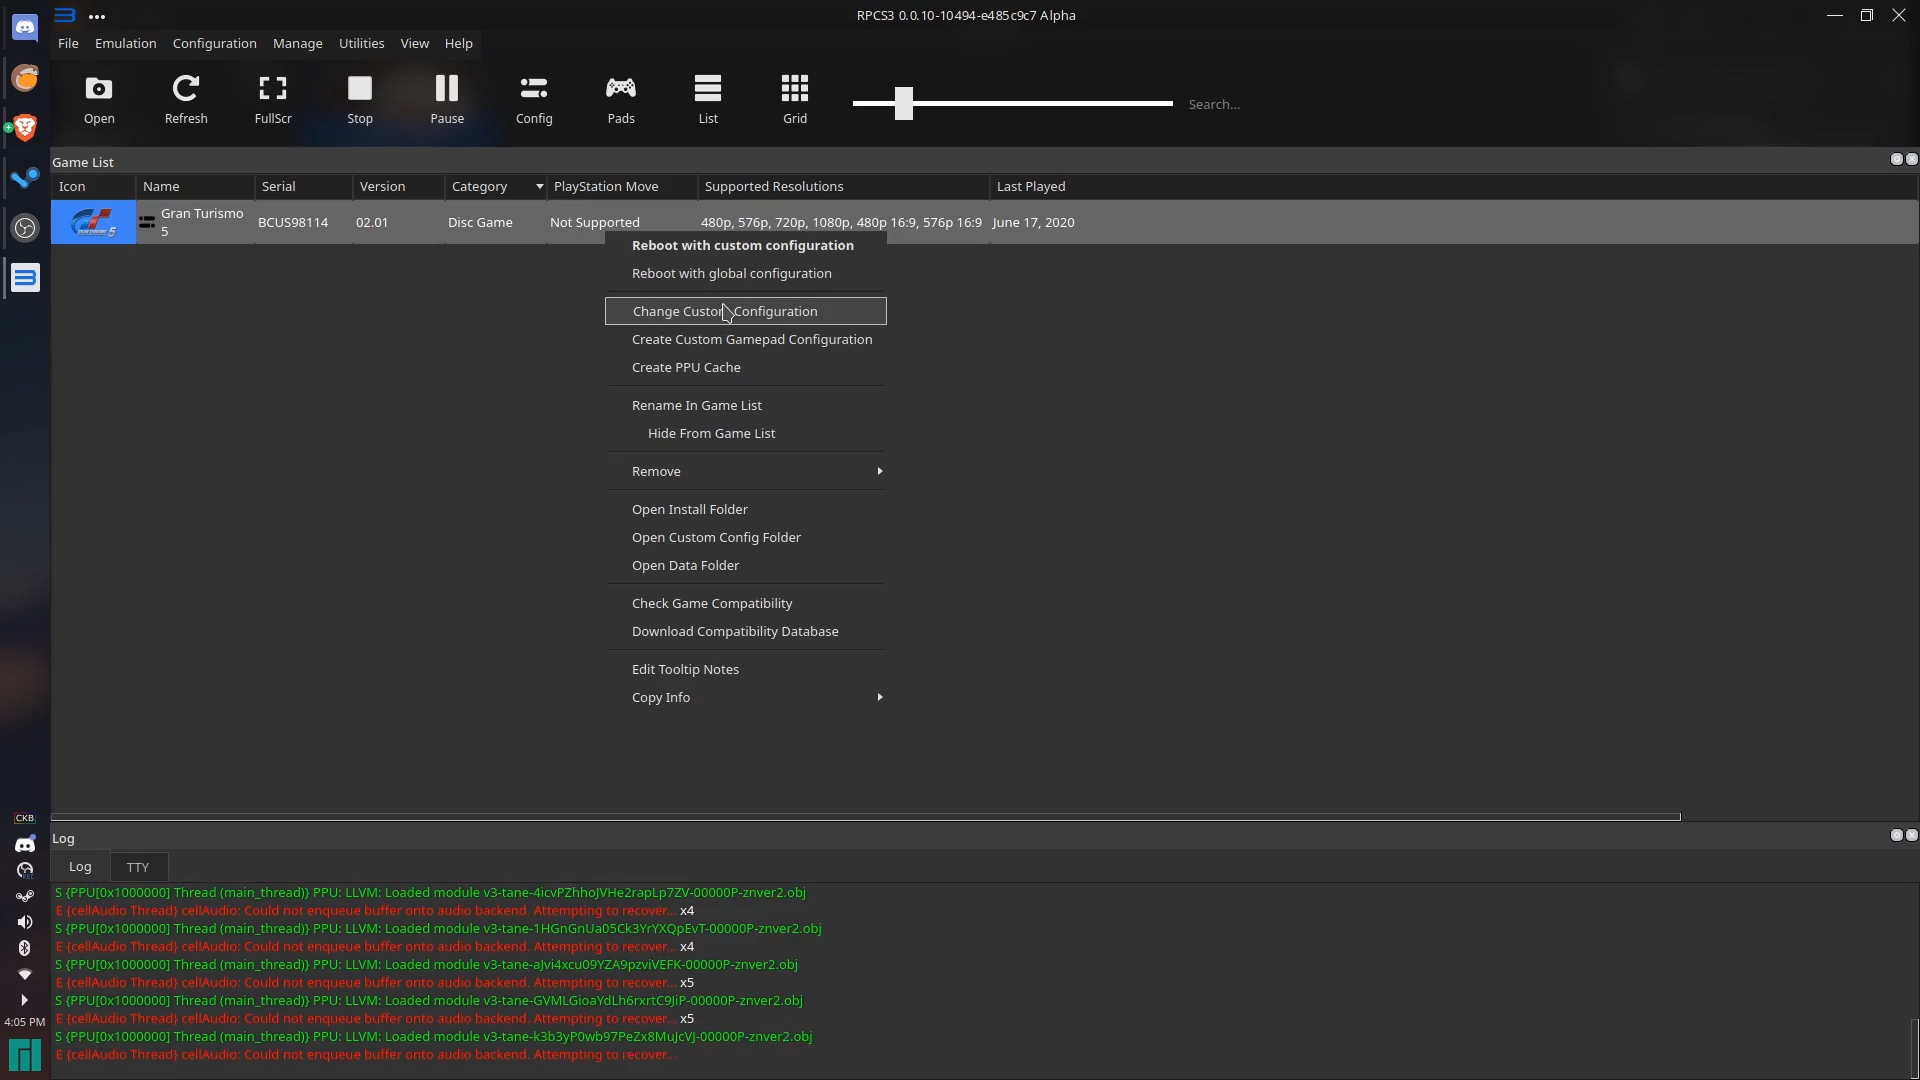 RPCS3 0.0.10-10494-e485c9c7 Alpha
File Emulation Configuration Manage Utilities View Help
Open Refresh FullScr Stop Pause Config Pads List Grid Search...
Game List
Icon Name Serial Version Category PlayStation Move Supported Resolutions Last Played
Gran Turismo 5 BCUS98114 02.01 Disc Game Not Supported 480p, 576p, 720p, 1080p, 480p 16:9, 576p 16:9 June 17, 2020
Reboot with custom configuration
Reboot with global configuration
Change Custom Configuration
Create Custom Gamepad Configuration
Create PPU Cache
Rename In Game List
Hide From Game List
Remove
Open Install Folder
Open Custom Config Folder
Open Data Folder
Check Game Compatibility
Download Compatibility Database
Edit Tooltip Notes
Copy Info
CKB
Log
Log TTY
S {PPU[0x1000000] Thread (main_thread)} PPU: LLVM: Loaded module v3-tane-4icvPZhhoJVHe2rapLp7ZV-00000P-znver2.obj
E {cellAudio Thread} cellAudio: Could not enqueue buffer onto audio backend. Attempting to recover... x4
S {PPU[0x1000000] Thread (main_thread)} PPU: LLVM: Loaded module v3-tane-1HGnGnUa05Ck3YrYXQpEvT-00000P-znver2.obj
E {cellAudio Thread} cellAudio: Could not enqueue buffer onto audio backend. Attempting to recover... x4
S {PPU[0x1000000] Thread (main_thread)} PPU: LLVM: Loaded module v3-tane-aJvi4xcu09YZA9pzviVEFK-00000P-znver2.obj
E {cellAudio Thread} cellAudio: Could not enqueue buffer onto audio backend. Attempting to recover... x5
S {PPU[0x1000000] Thread (main_thread)} PPU: LLVM: Loaded module v3-tane-GVMLGioaYdLh6rxrtC9JiP-00000P-znver2.obj
E {cellAudio Thread} cellAudio: Could not enqueue buffer onto audio backend. Attempting to recover... x5
S {PPU[0x1000000] Thread (main_thread)} PPU: LLVM: Loaded module v3-tane-k3b3yP0wb97PeZx8MuJcVJ-00000P-znver2.obj
E {cellAudio Thread} cellAudio: Could not enqueue buffer onto audio backend. Attempting to recover...
4:05 PM